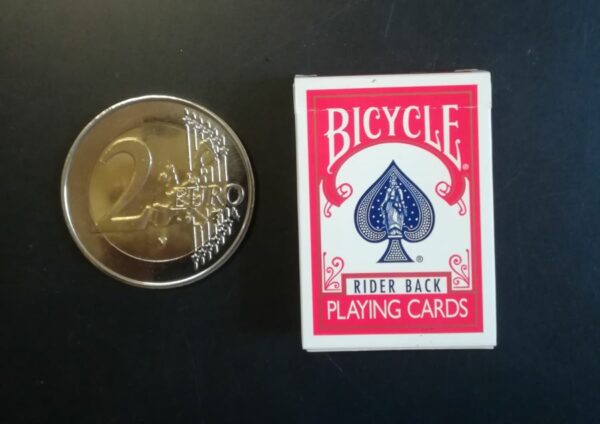 2 EURO
BICYCLE
®
®
RIDER BACK
PLAYING CARDS